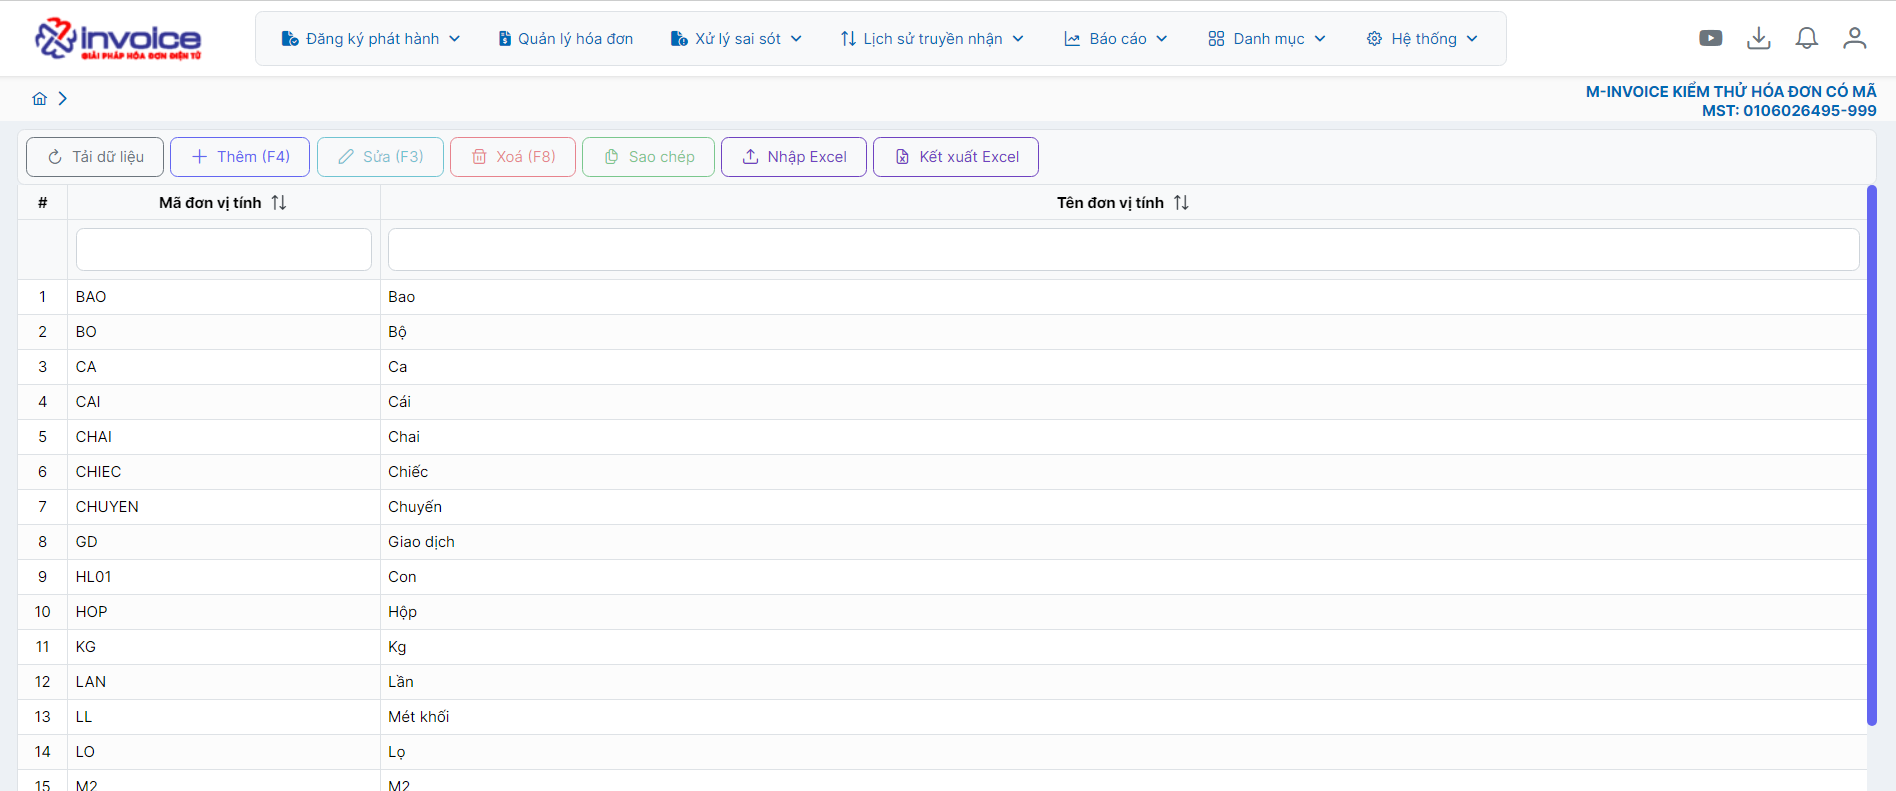 invoice
GIẢI PHÁP HÓA ĐƠN ĐIỆN TỬ
Đăng ký phát hành
Quản lý hóa đơn
Xử lý sai sót
Lịch sử truyền nhận
Báo cáo
Danh mục
Hệ thống
M-INVOICE KIỂM THỬ HÓA ĐƠN CÓ MÃ
MST: 0106026495-999
Tải dữ liệu
Thêm (F4)
Sửa (F3)
Xoá (F8)
Sao chép
Nhập Excel
Kết xuất Excel
# Mã đơn vị tính Tên đơn vị tính
1 BAO Bao
2 BO Bộ
3 CA Ca
4 CAI Cái
5 CHAI Chai
6 CHIEC Chiếc
7 CHUYEN Chuyến
8 GD Giao dịch
9 HL01 Con
10 HOP Hộp
11 KG Kg
12 LAN Lần
13 LL Mét khối
14 LO Lọ
15 M2 M2